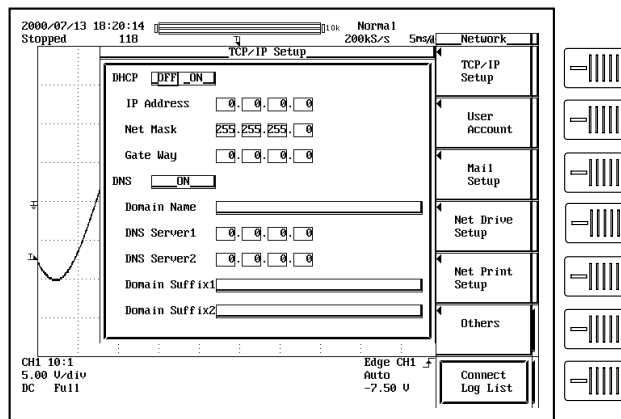 2000/07/13 18:20:14 10k Normal
Stopped 118 200kS/s 5ms/d Network
TCP/IP Setup
DHCP OFF ON
IP Address 0. 0. 0. 0
Net Mask 255.255.255. 0
Gate Way 0. 0. 0. 0
DNS ON
Domain Name
DNS Server1 0. 0. 0. 0
DNS Server2 0. 0. 0. 0
Domain Suffix1
Domain Suffix2
TCP/IP
Setup
User
Account
Mail
Setup
Net Drive
Setup
Net Print
Setup
Others
Connect
Log List
CH1 10:1
5.00 V/div
DC Full
Edge CH1
Auto
-7.50 V